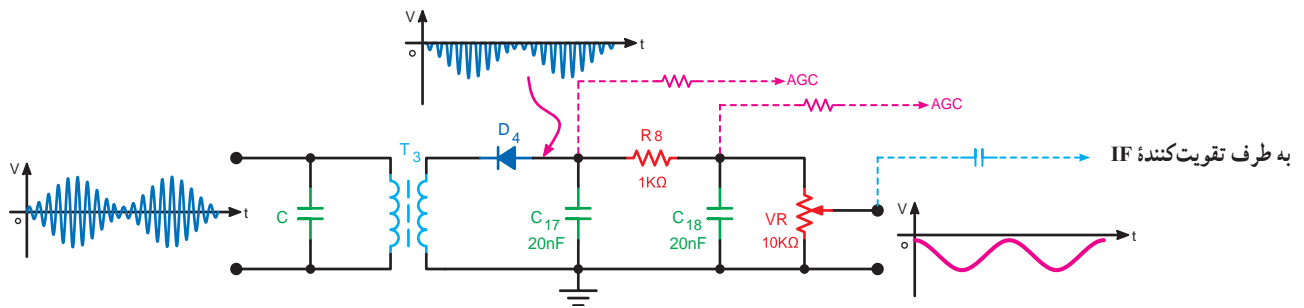 V
o
t
AGC
AGC
D4
R8
1KΩ
T3
V
o
t
C
C17
20nF
C18
20nF
VR
10KΩ
به طرف تقویت‌کنندهٔ IF
V
o
t